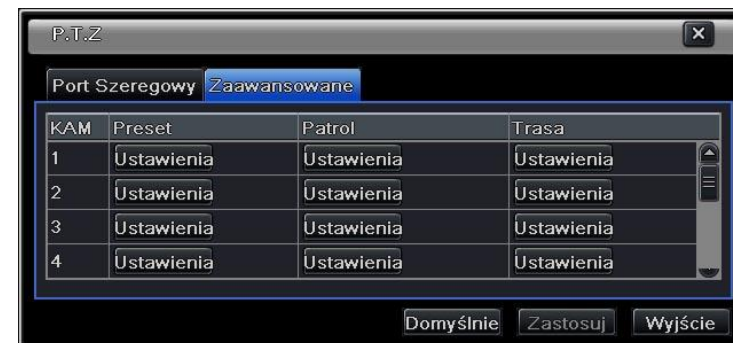 P.T.Z
Port Szeregowy Zaawansowane
KAM Preset Patrol Trasa
1 Ustawienia Ustawienia Ustawienia
2 Ustawienia Ustawienia Ustawienia
3 Ustawienia Ustawienia Ustawienia
4 Ustawienia Ustawienia Ustawienia
Domyślnie Zastosuj Wyjście